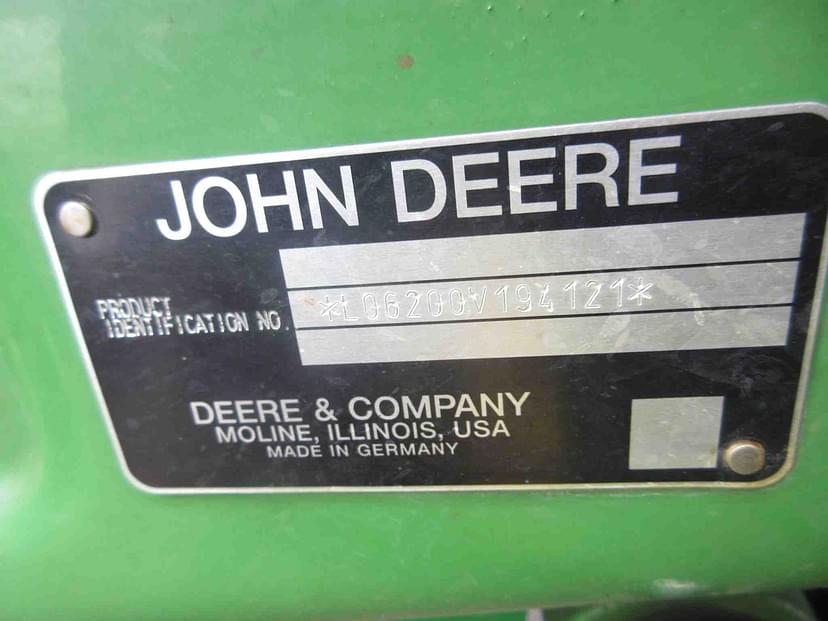 JOHN DEERE
PRODUCT
IDENTIFICATION NO.
*L06200V194121*
DEERE & COMPANY
MOLINE, ILLINOIS, USA
MADE IN GERMANY